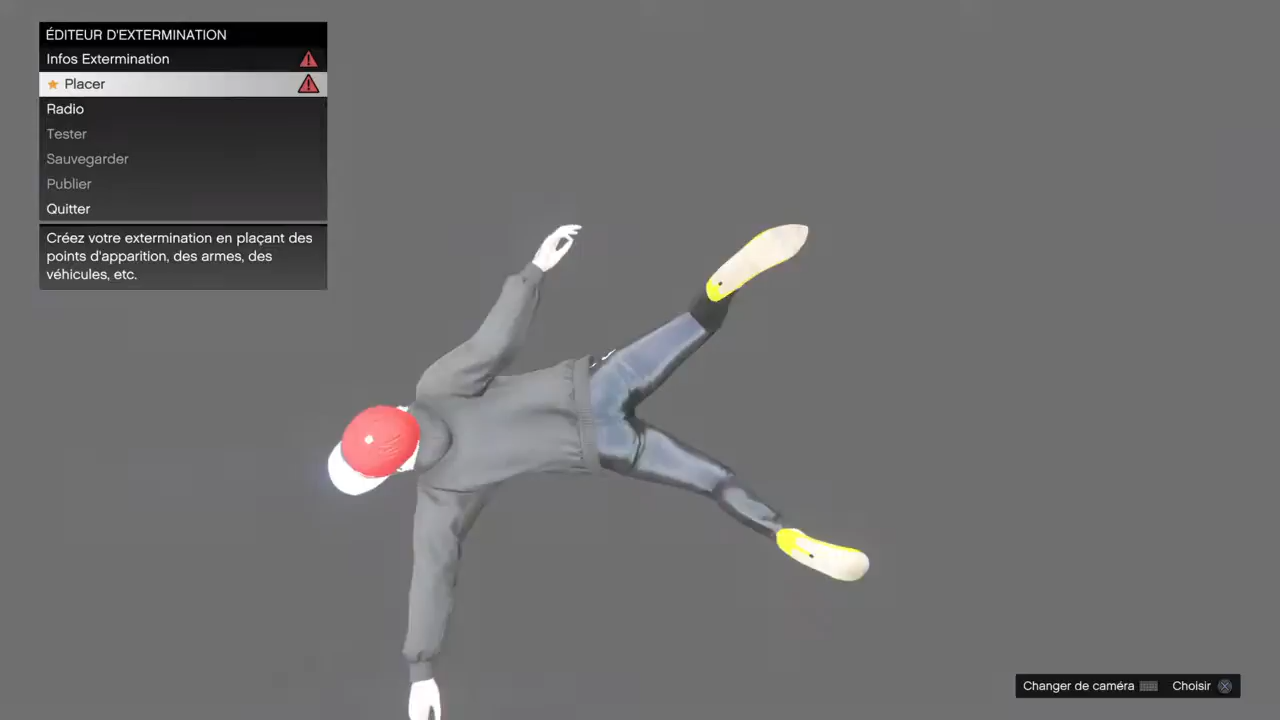 ÉDITEUR D'EXTERMINATION
Infos Extermination
Placer
Radio
Tester
Sauvegarder
Publier
Quitter
Créez votre extermination en plaçant des
points d'apparition, des armes, des
véhicules, etc.
Changer de caméra Choisir